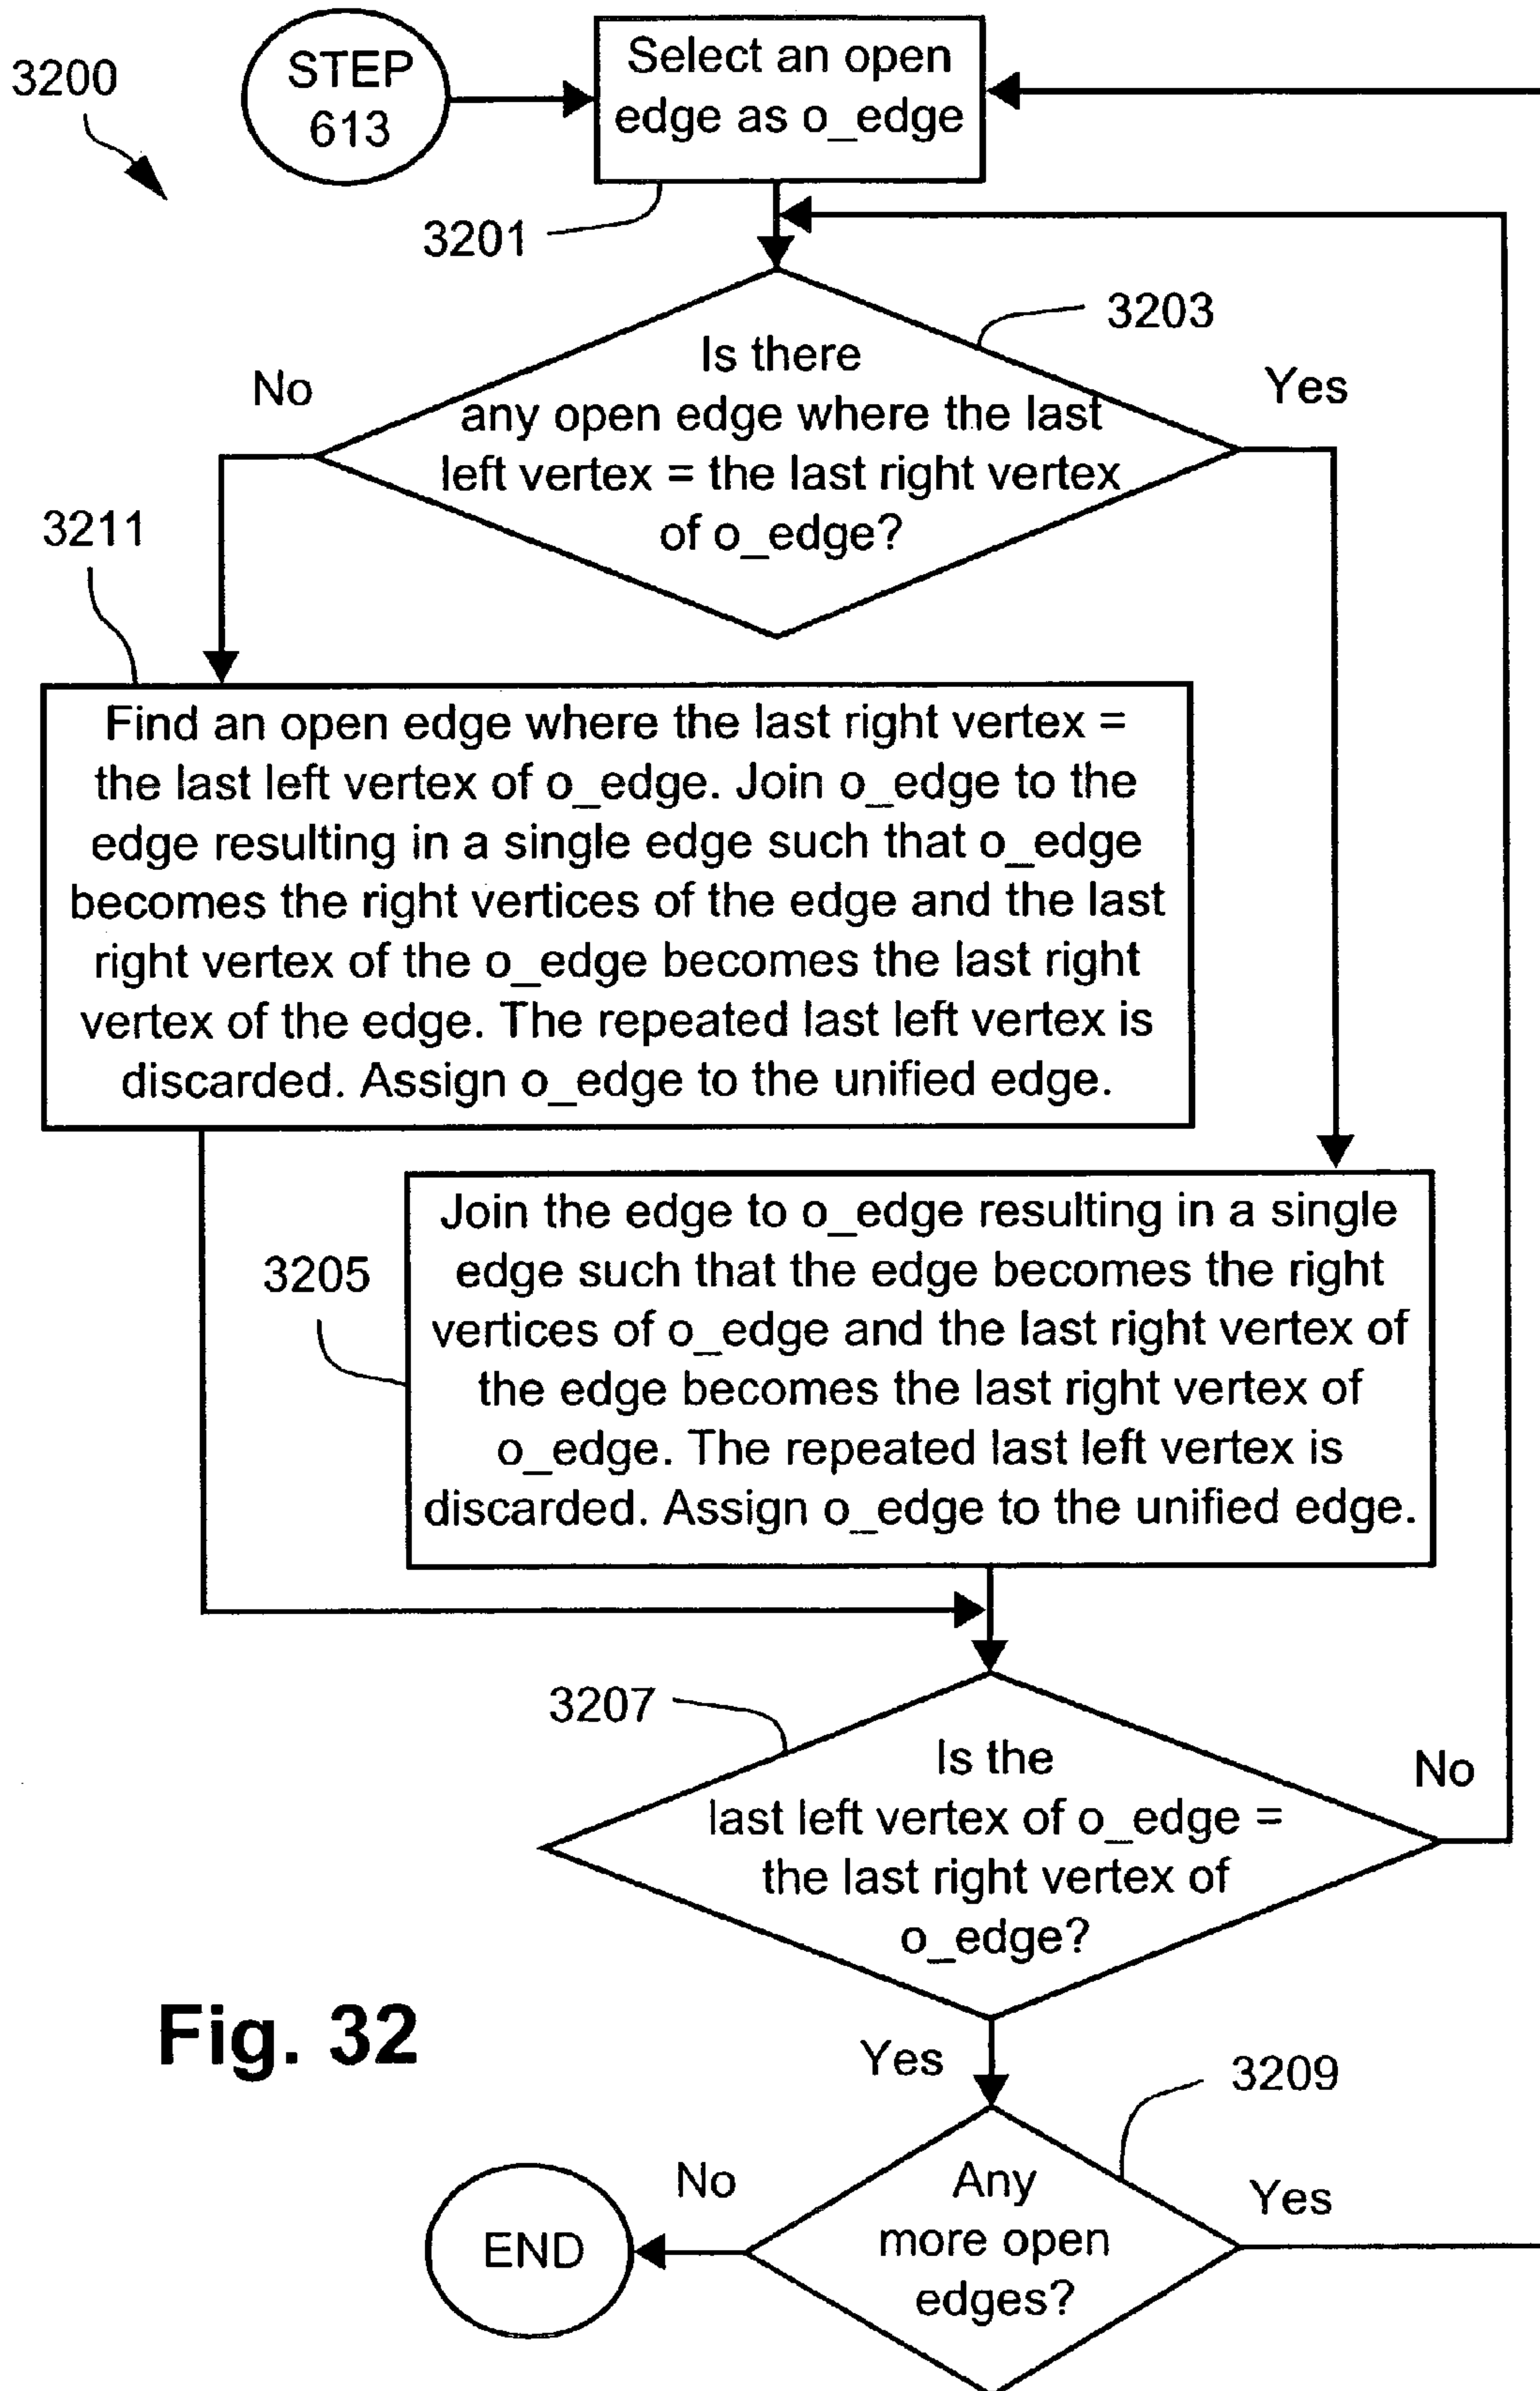 3200
STEP
613
Select an open
edge as o_edge
3201
3203
Is there
any open edge where the last
left vertex = the last right vertex
of o_edge?
No
Yes
3211
Find an open edge where the last right vertex =
the last left vertex of o_edge. Join o_edge to the
edge resulting in a single edge such that o_edge
becomes the right vertices of the edge and the last
right vertex of the o_edge becomes the last right
vertex of the edge. The repeated last left vertex is
discarded. Assign o_edge to the unified edge.
3205
Join the edge to o_edge resulting in a single
edge such that the edge becomes the right
vertices of o_edge and the last right vertex of
the edge becomes the last right vertex of
o_edge. The repeated last left vertex is
discarded. Assign o_edge to the unified edge.
3207
Is the
last left vertex of o_edge =
the last right vertex of
o_edge?
No
Fig. 32
Yes
3209
Any
more open
edges?
No
Yes
END